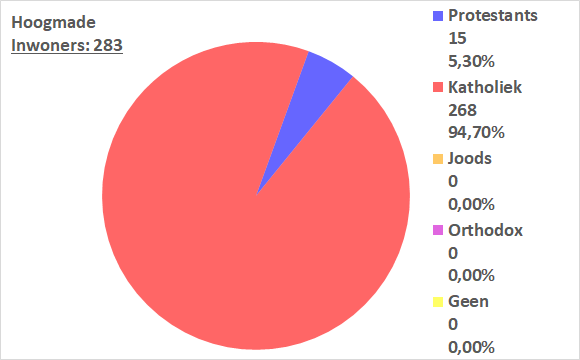 Hoogmade
Inwoners: 283
Protestants
15
5,30%
Katholiek
268
94,70%
Joods
0
0,00%
Orthodox
0
0,00%
Geen
0
0,00%